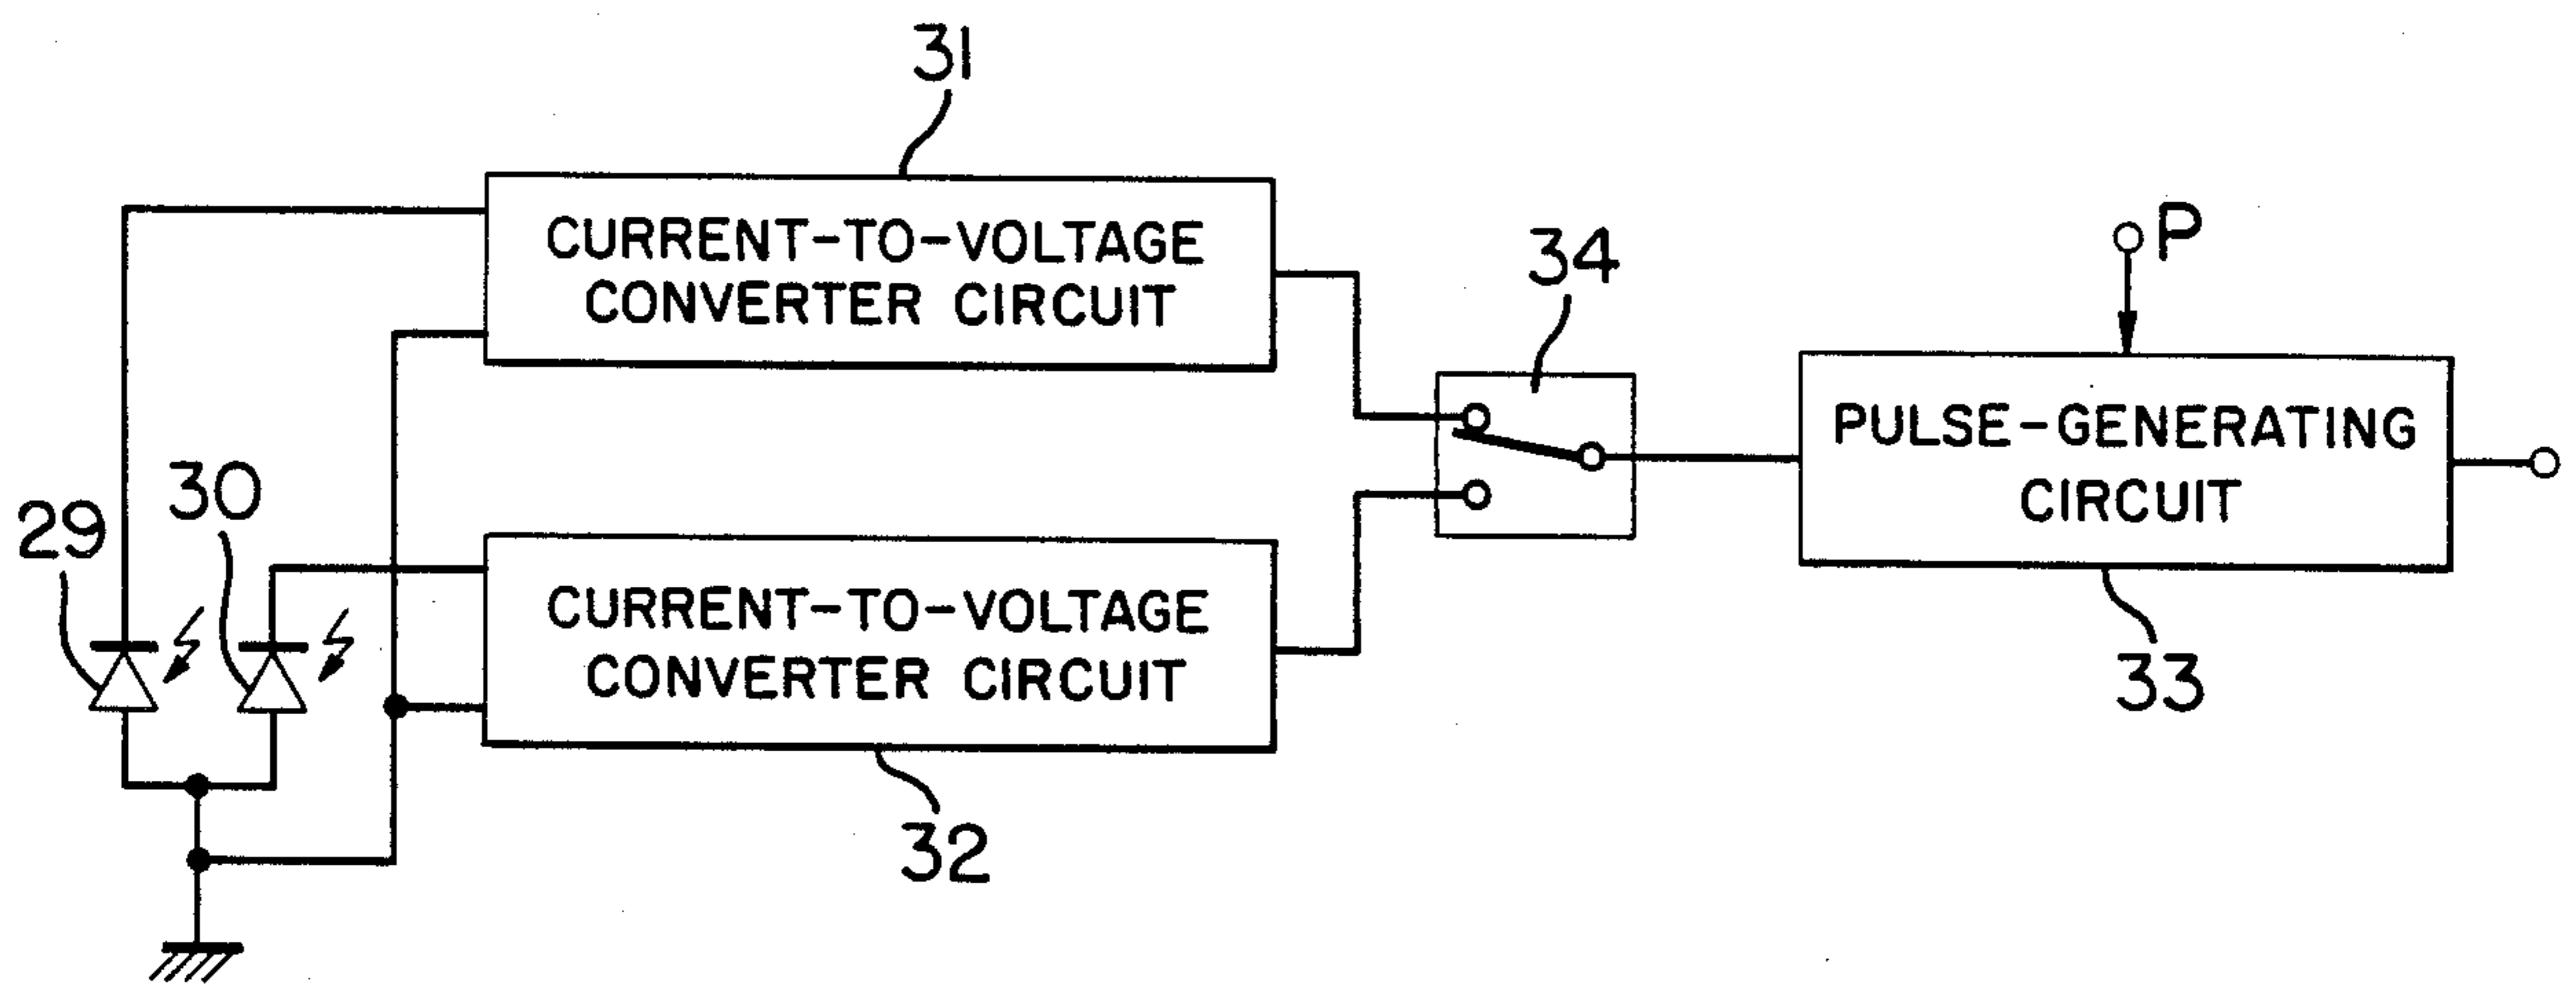 31
CURRENT-TO-VOLTAGE
CONVERTER CIRCUIT
34
P
PULSE-GENERATING
CIRCUIT
33
29
30
CURRENT-TO-VOLTAGE
CONVERTER CIRCUIT
32